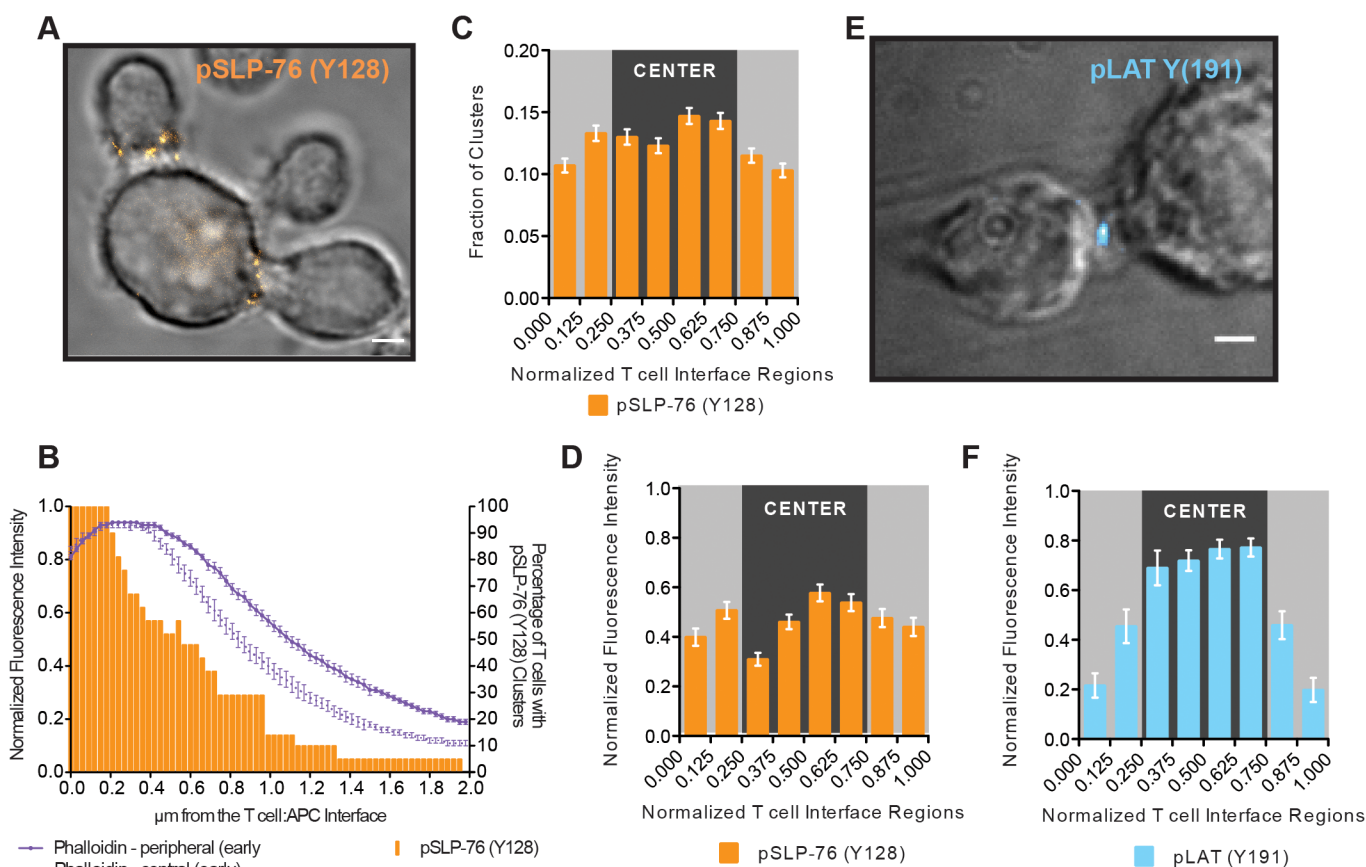 A
pSLP-76 (Y128)
B
Normalized Fluorescence Intensity
1.0
0.8
0.6
0.4
0.2
0.0
100
90
80
70
60
50
40
30
20
10
0
Percentage of T cells with
pSLP-76 (Y128) Clusters
0.0 0.2 0.4 0.6 0.8 1.0 1.2 1.4 1.6 1.8 2.0
µm from the T cell:APC Interface
Phalloidin - peripheral (early
pSLP-76 (Y128)
C
Fraction of Clusters
0.20
0.15
0.10
0.05
0.00
CENTER
0.000 0.125 0.250 0.375 0.500 0.625 0.750 0.875 1.000
Normalized T cell Interface Regions
pSLP-76 (Y128)
D
Normalized Fluorescence Intensity
1.0
0.8
0.6
0.4
0.2
0.0
CENTER
0.000 0.125 0.250 0.375 0.500 0.625 0.750 0.875 1.000
Normalized T cell Interface Regions
pSLP-76 (Y128)
E
pLAT Y(191)
F
Normalized Fluorescence Intensity
1.0
0.8
0.6
0.4
0.2
0.0
CENTER
0.000 0.125 0.250 0.375 0.500 0.625 0.750 0.875 1.000
Normalized T cell Interface Regions
pLAT (Y191)